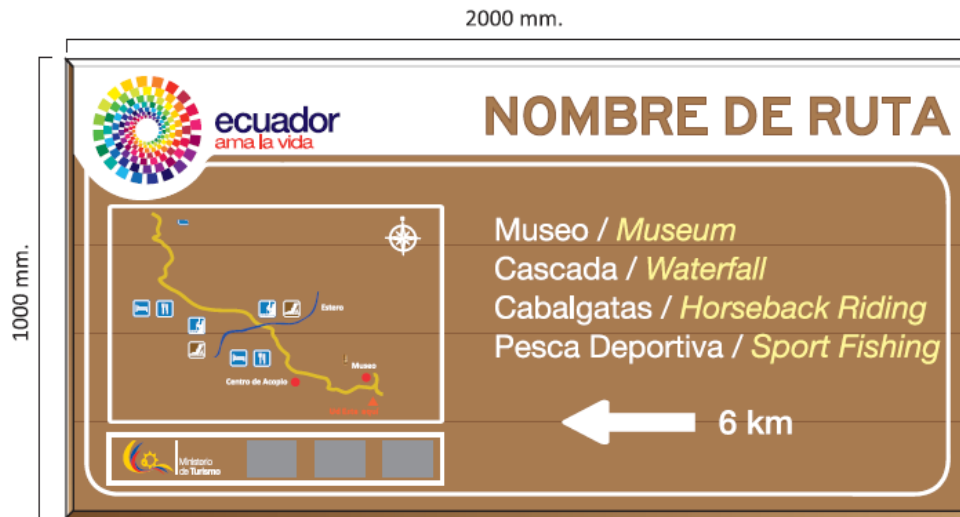 2000 mm.
1000 mm.
ecuador
ama la vida
NOMBRE DE RUTA
Museo / Museum
Cascada / Waterfall
Cabalgatas / Horseback Riding
Pesca Deportiva / Sport Fishing
6 km
Estero
Museo
Centro de Acopio
Ministerio
de Turismo